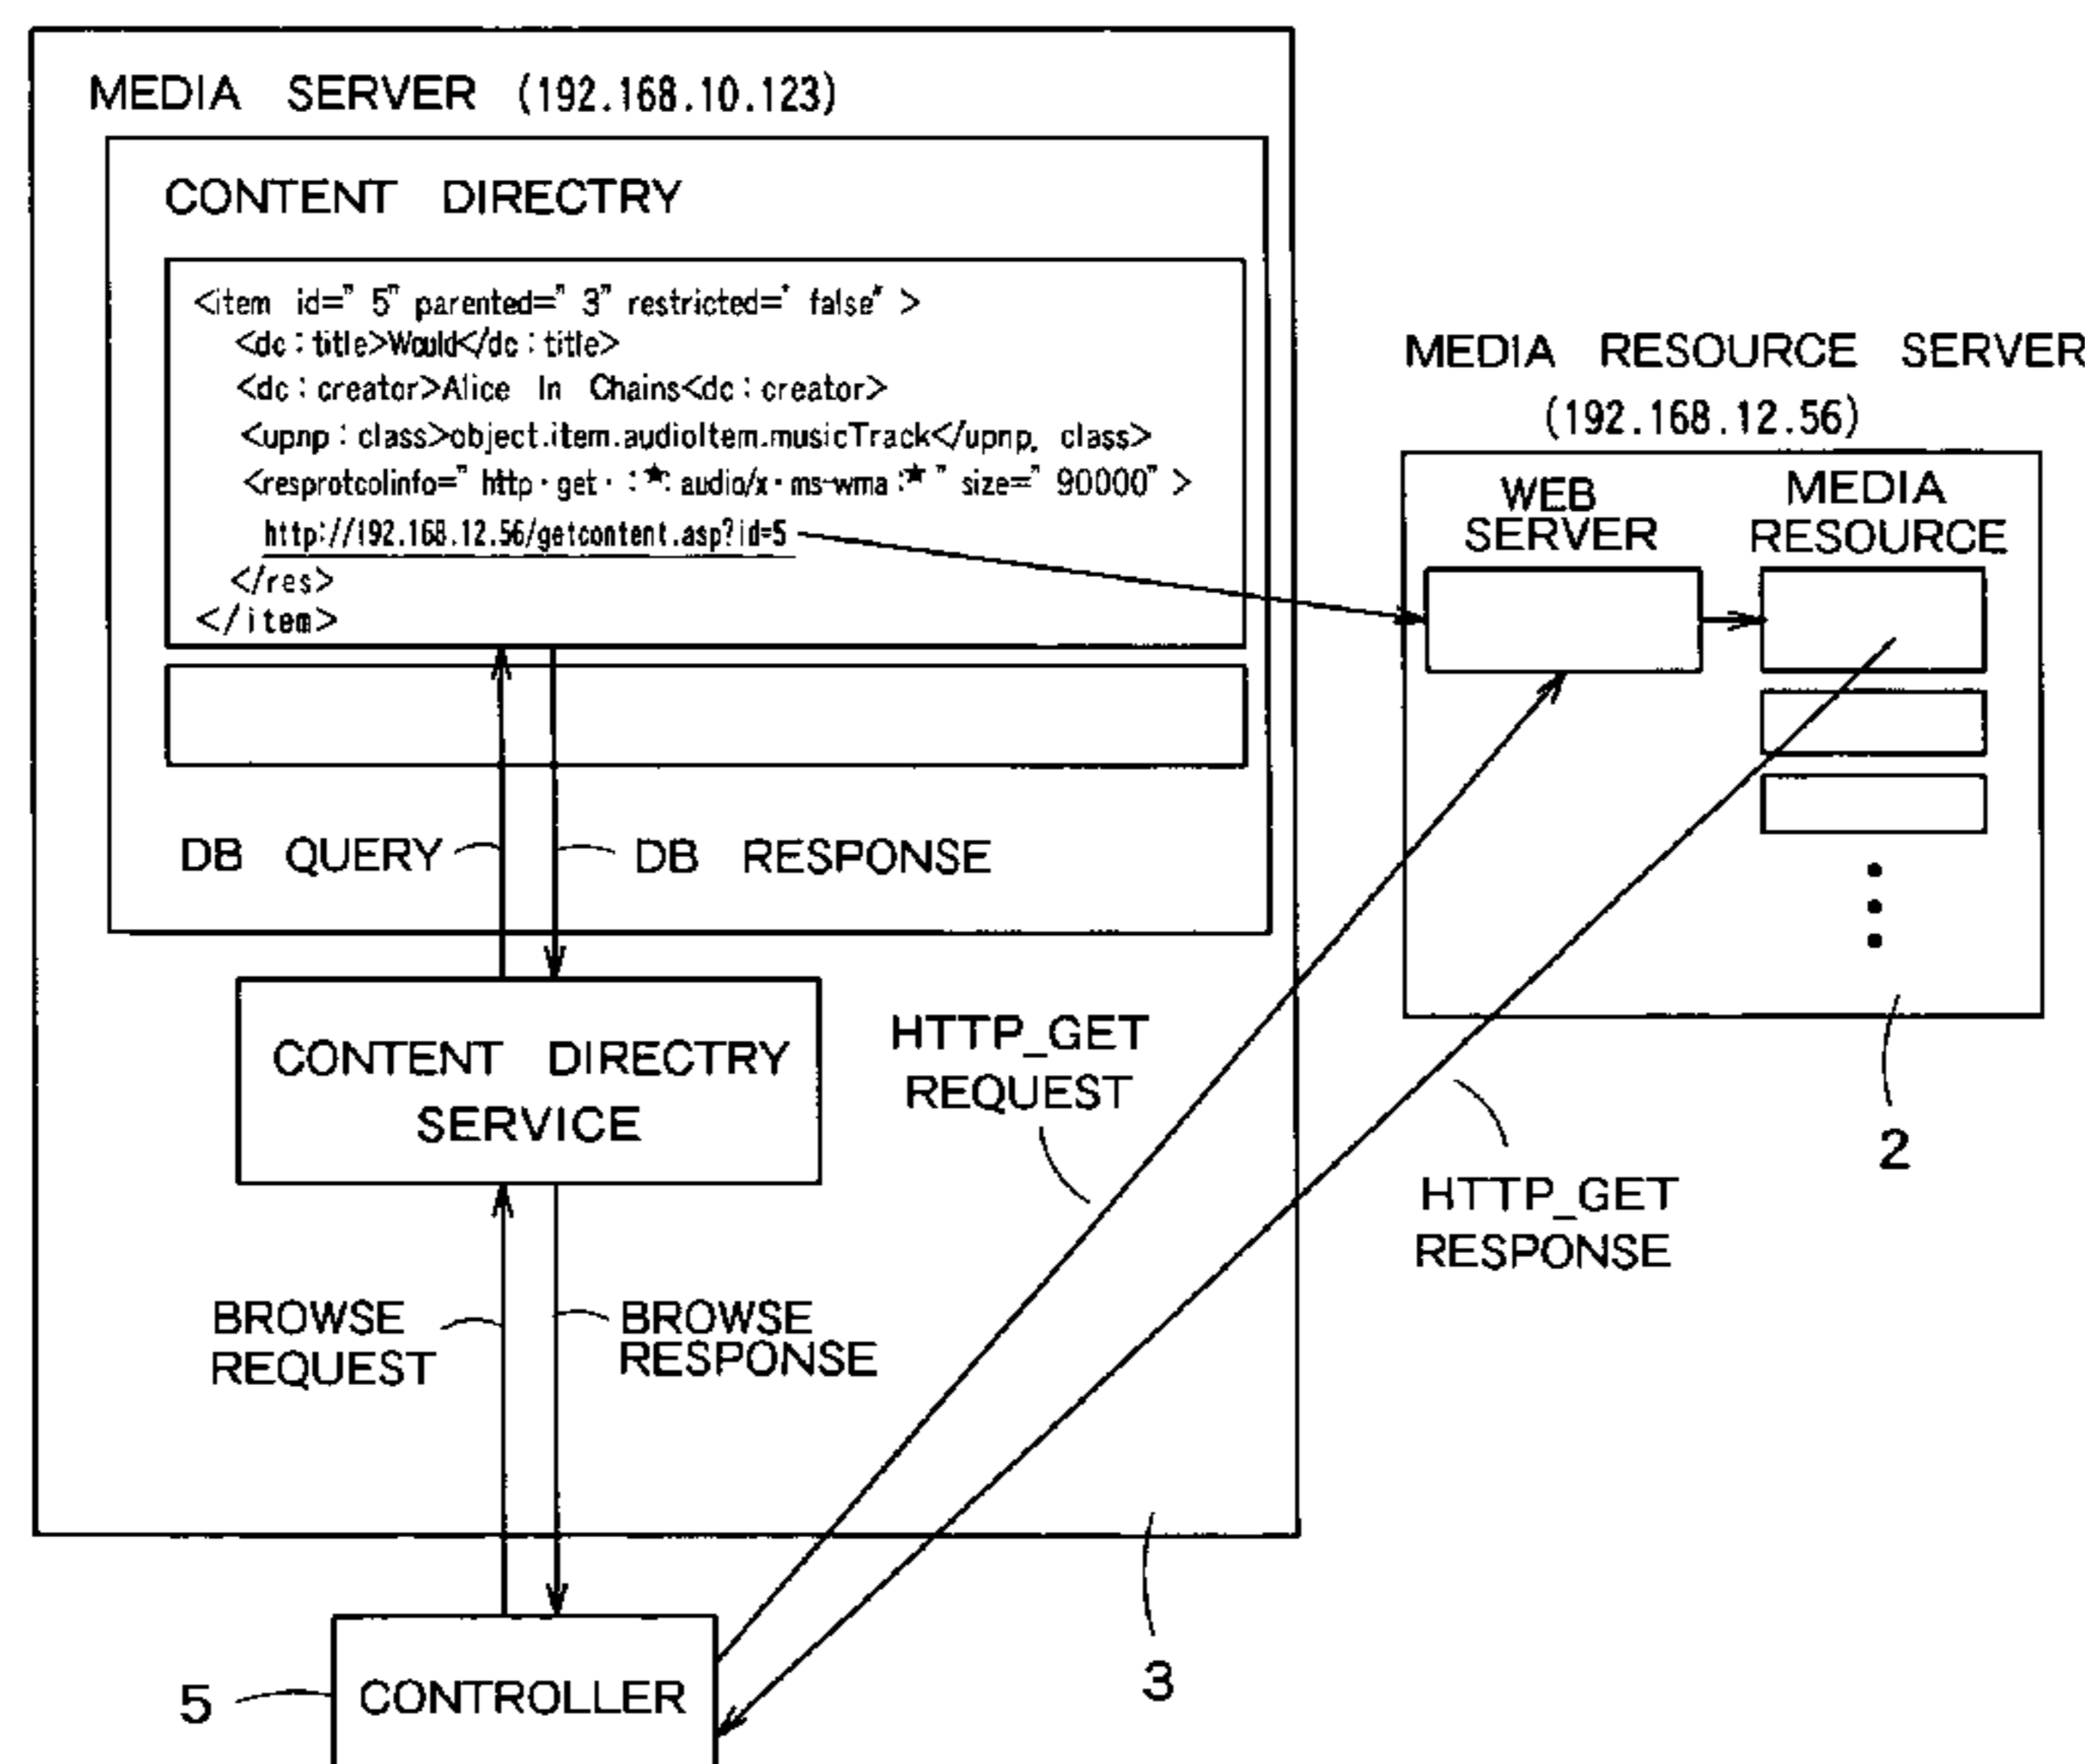 MEDIA SERVER (192.168.10.123)
CONTENT DIRECTRY
<item id=" 5" parented=" 3" restricted=" false" >
<dc : title>Would</dc : title>
<dc : creator>Alice In Chains<dc : creator>
<upnp : class>object.item.audioItem.musicTrack</upnp, class>
<resprotcolinfo=" http・get・ :★: audio/x・ms-wma :★ " size=" 90000" >
http://192.168.12.56/getcontent.asp?id=5
</res>
</item>
DB QUERY
DB RESPONSE
CONTENT DIRECTRY
SERVICE
BROWSE
REQUEST
BROWSE
RESPONSE
HTTP_GET
REQUEST
3
5
CONTROLLER
MEDIA RESOURCE SERVER
(192.168.12.56)
WEB
SERVER
MEDIA
RESOURCE
2
HTTP_GET
RESPONSE